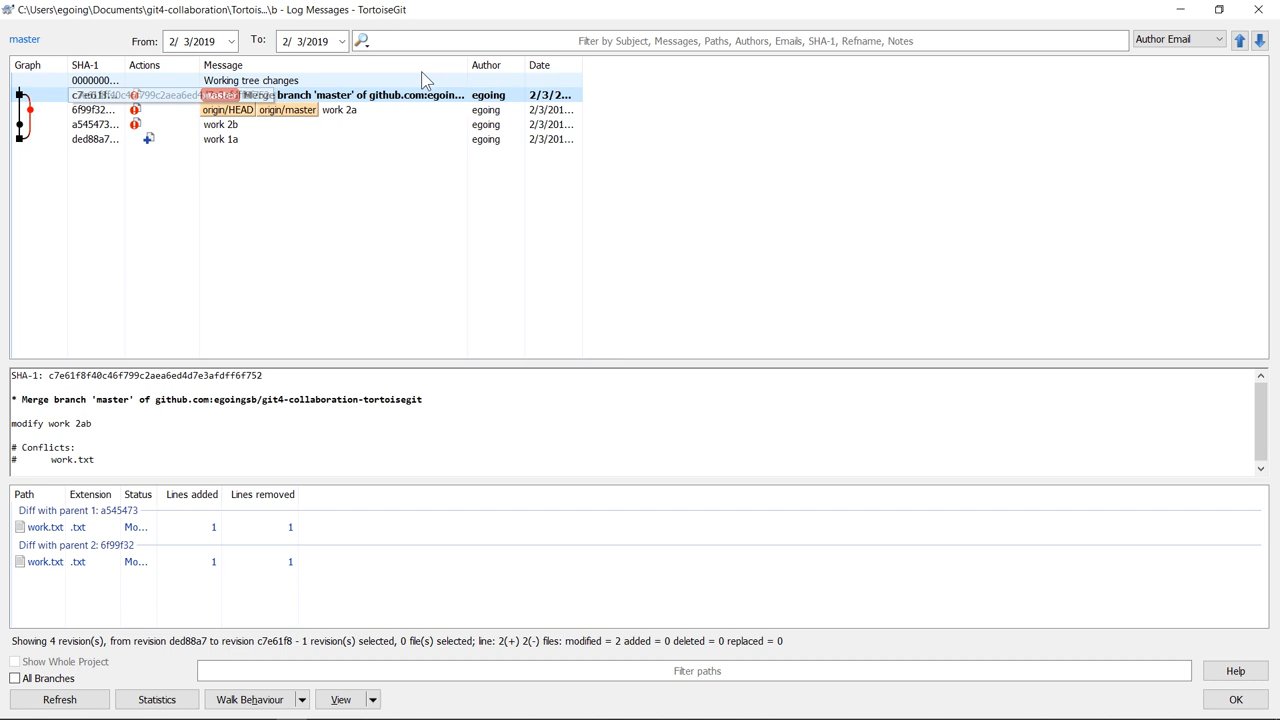 C:\Users\egoing\Documents\git4-collaboration\Tortois...\b - Log Messages - TortoiseGit
master From: 2/ 3/2019 To: 2/ 3/2019 Filter by Subject, Messages, Paths, Authors, Emails, SHA-1, Refname, Notes Author Email
Graph SHA-1 Actions Message Author Date
0000000... Working tree changes
c7e61f... master Merge branch 'master' of github.com:egoin... egoing 2/3/2...
6f99f32... origin/HEAD origin/master work 2a egoing 2/3/201...
a545473... work 2b egoing 2/3/201...
ded88a7... work 1a egoing 2/3/201...
SHA-1: c7e61f8f40c46f799c2aea6ed4d7e3afdff6f752
* Merge branch 'master' of github.com:egoingsb/git4-collaboration-tortoisegit
modify work 2ab
# Conflicts:
# work.txt
Path Extension Status Lines added Lines removed
Diff with parent 1: a545473
work.txt .txt Mo... 1 1
Diff with parent 2: 6f99f32
work.txt .txt Mo... 1 1
Showing 4 revision(s), from revision ded88a7 to revision c7e61f8 - 1 revision(s) selected, 0 file(s) selected; line: 2(+) 2(-) files: modified = 2 added = 0 deleted = 0 replaced = 0
Show Whole Project Filter paths Help
All Branches
Refresh Statistics Walk Behaviour View OK